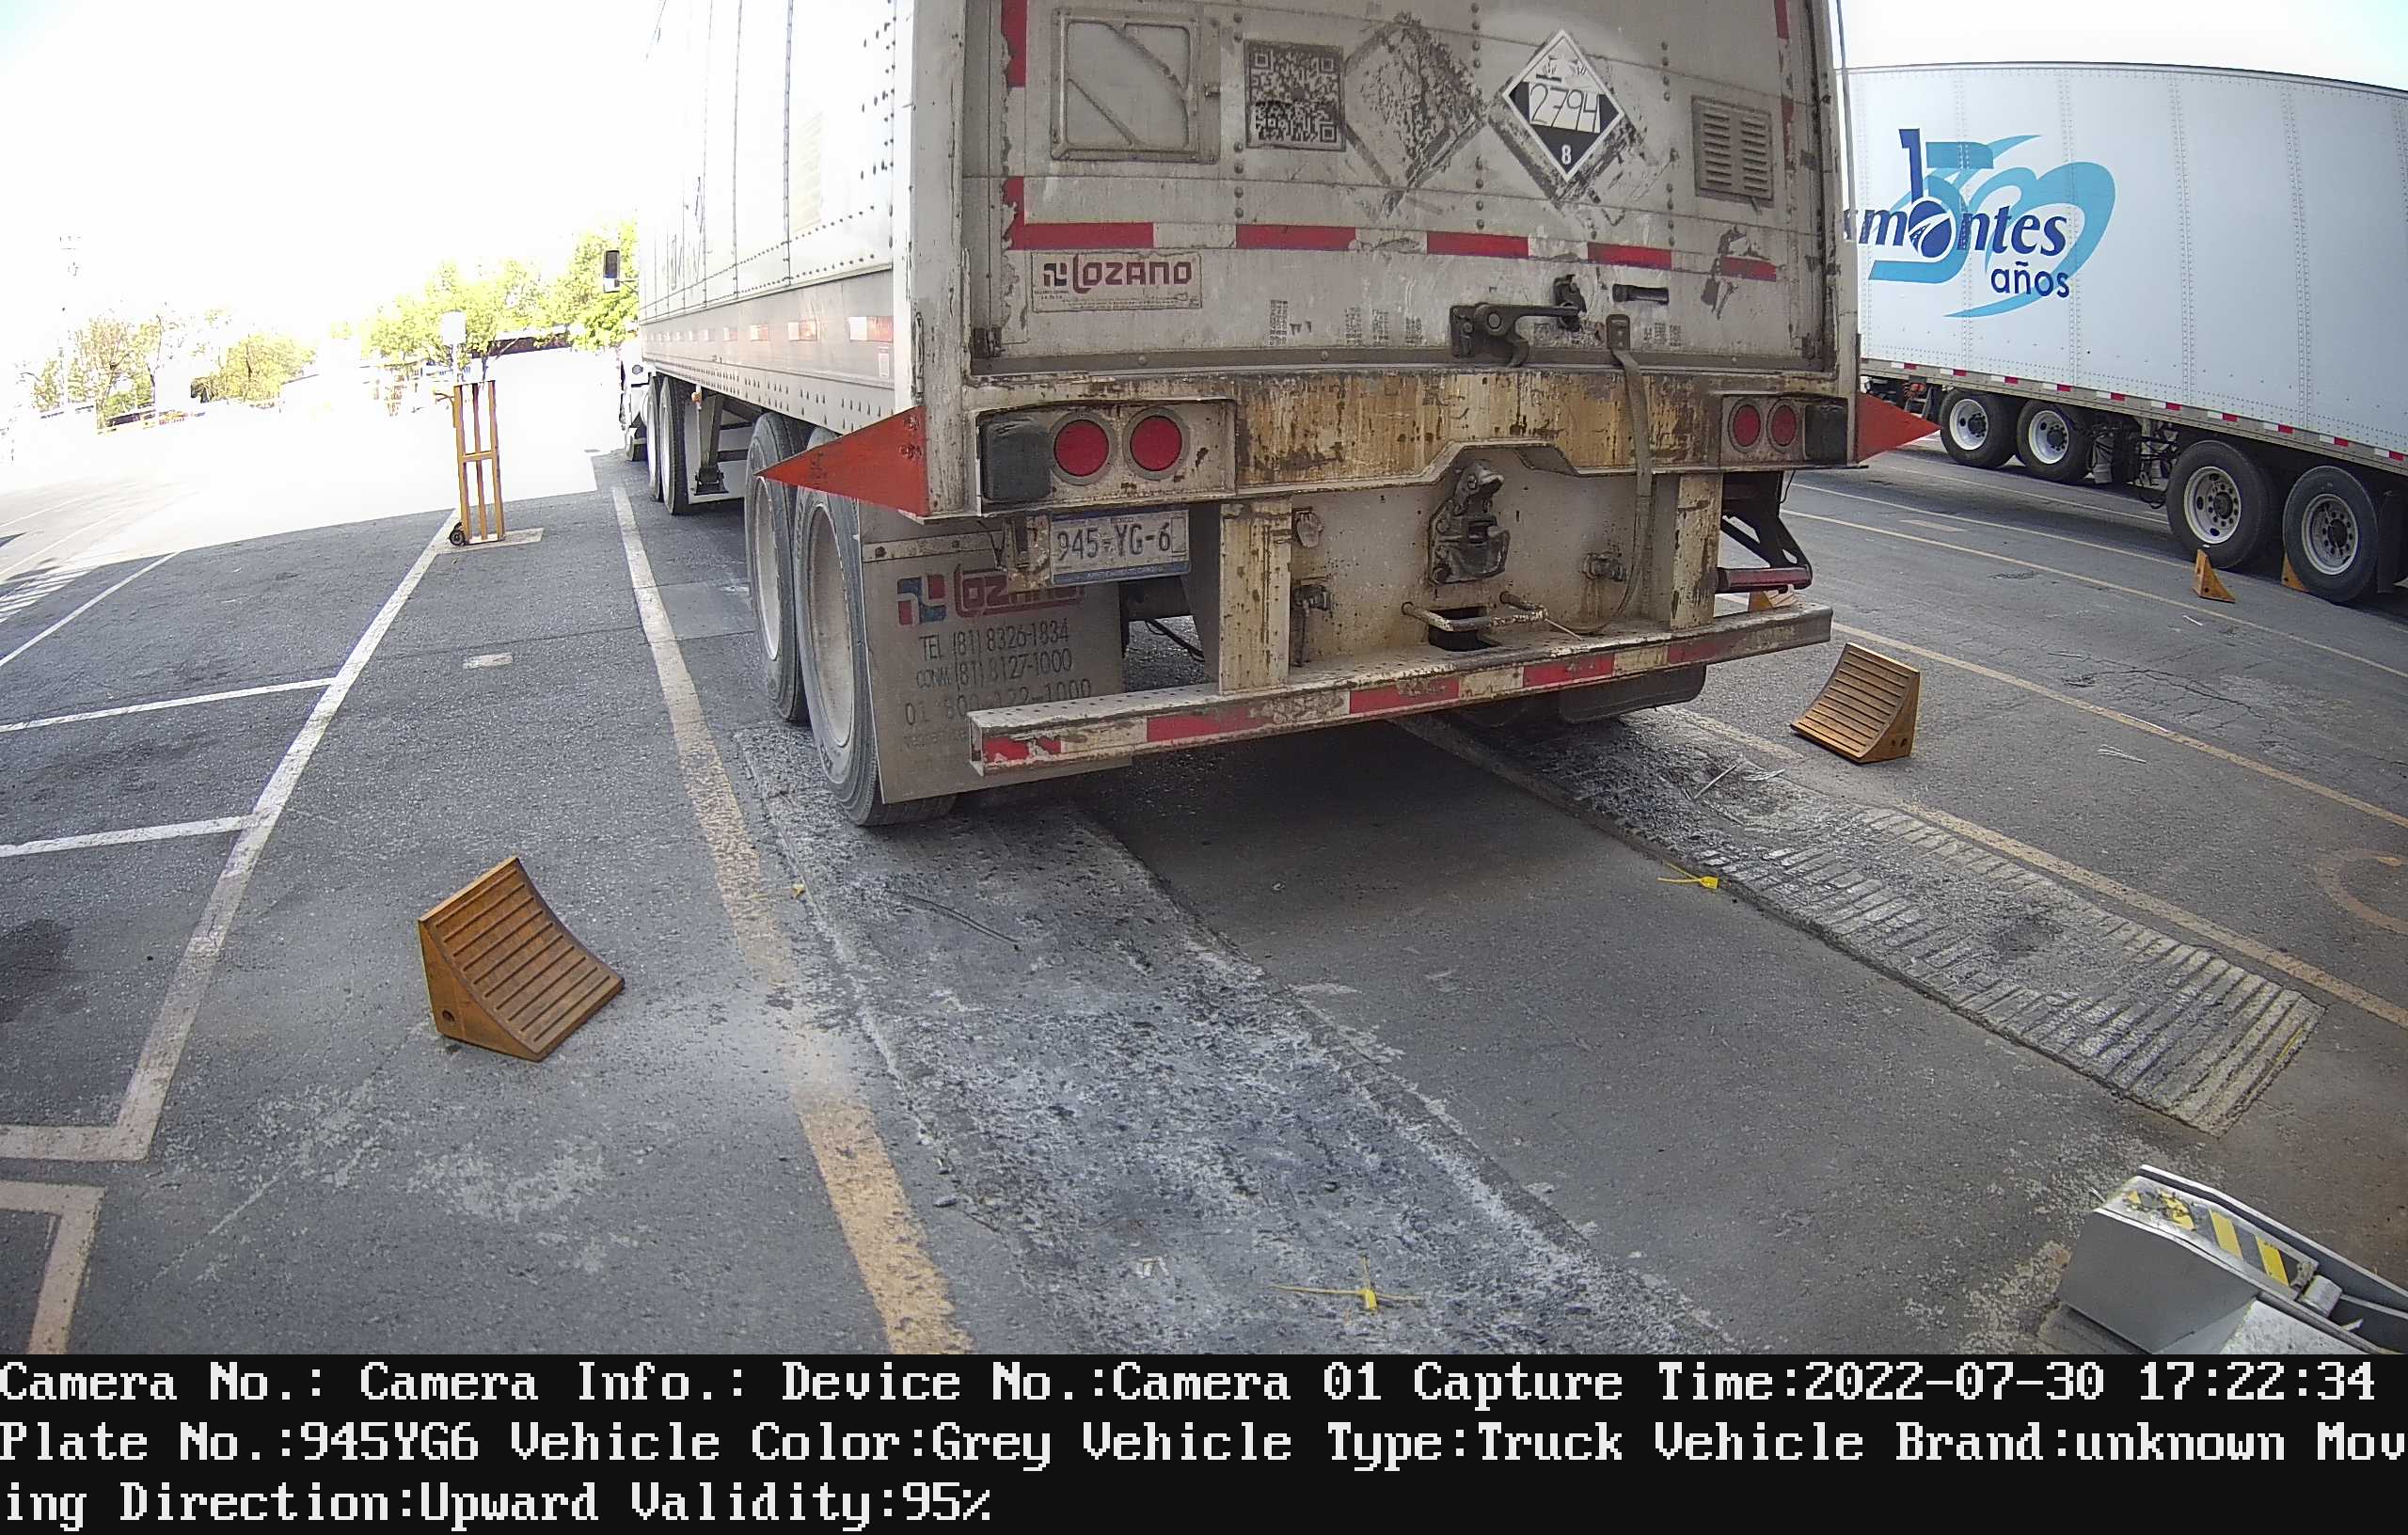 2794
8
LOZANO
15
montes
años
945-YG-6
LOZANO
TEL (81) 8326-1834
CONM. (81) 8127-1000
Camera No.: Camera Info.: Device No.:Camera 01 Capture Time:2022-07-30 17:22:34
Plate No.:945YG6 Vehicle Color:Grey Vehicle Type:Truck Vehicle Brand:unknown Mov
ing Direction:Upward Validity:95%